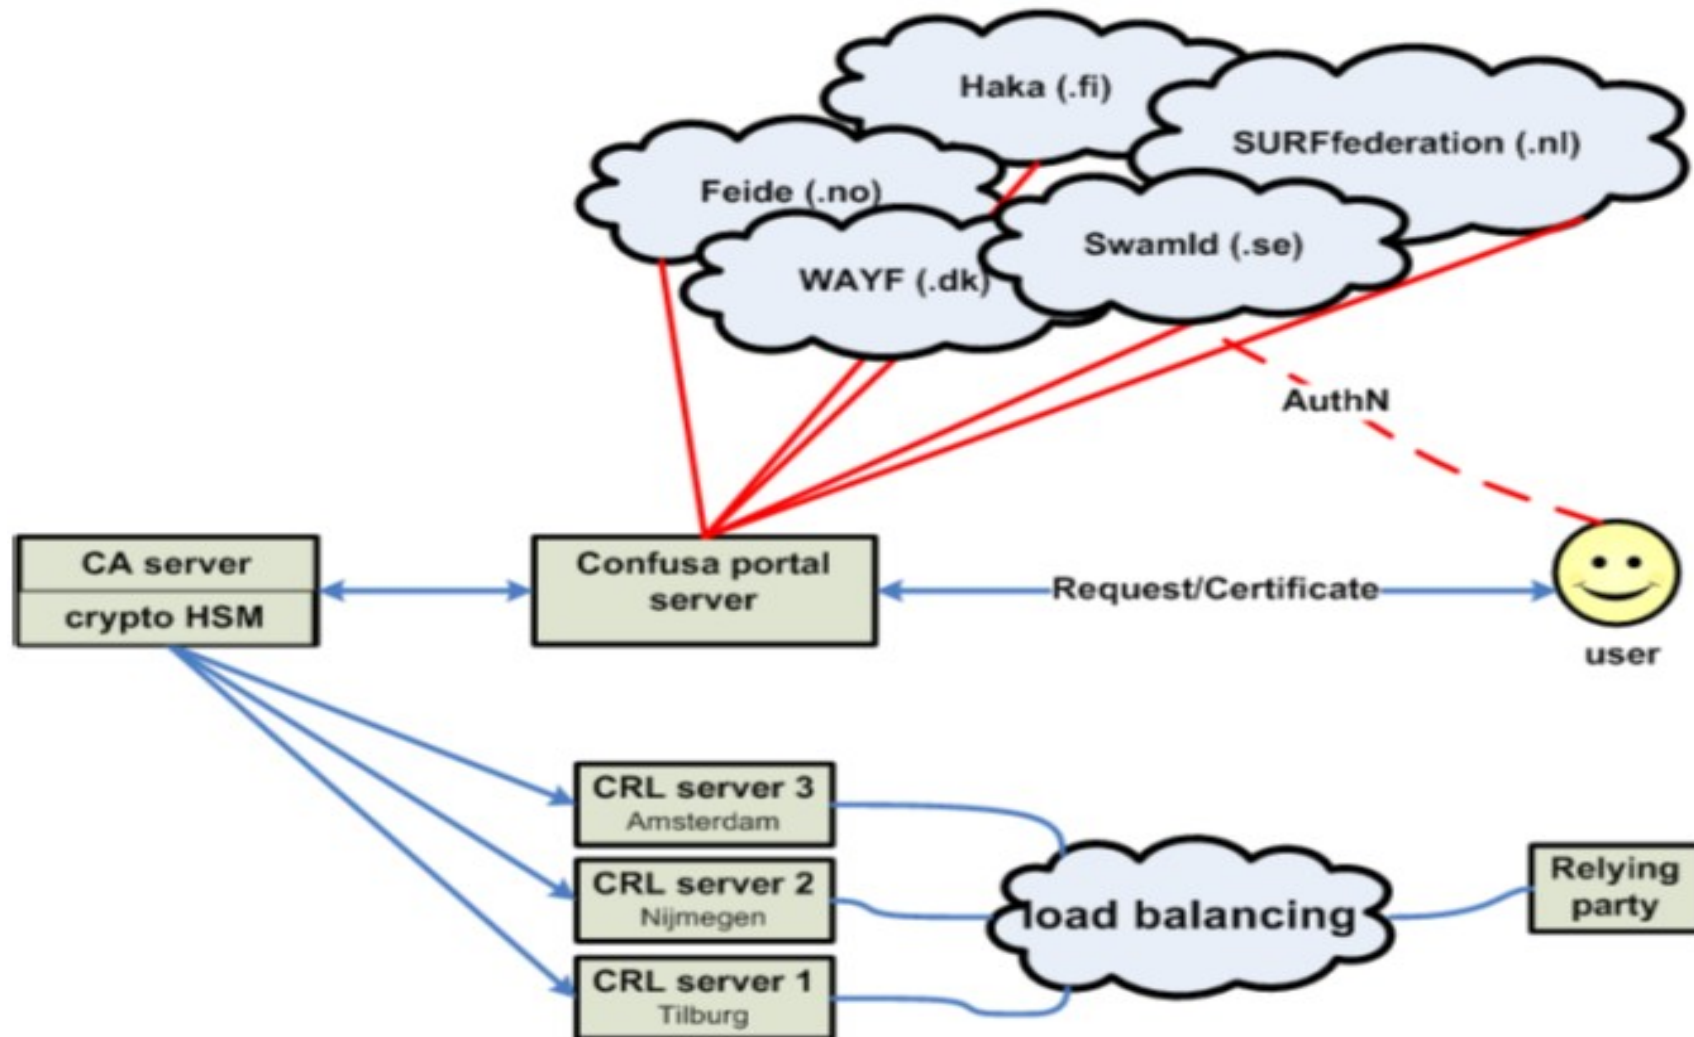 Haka (.fi)
SURFfederation (.nl)
Feide (.no)
SwamId (.se)
WAYF (.dk)
AuthN
CA server
crypto HSM
Confusa portal
server
Request/Certificate
user
CRL server 3
Amsterdam
CRL server 2
Nijmegen
CRL server 1
Tilburg
load balancing
Relying
party